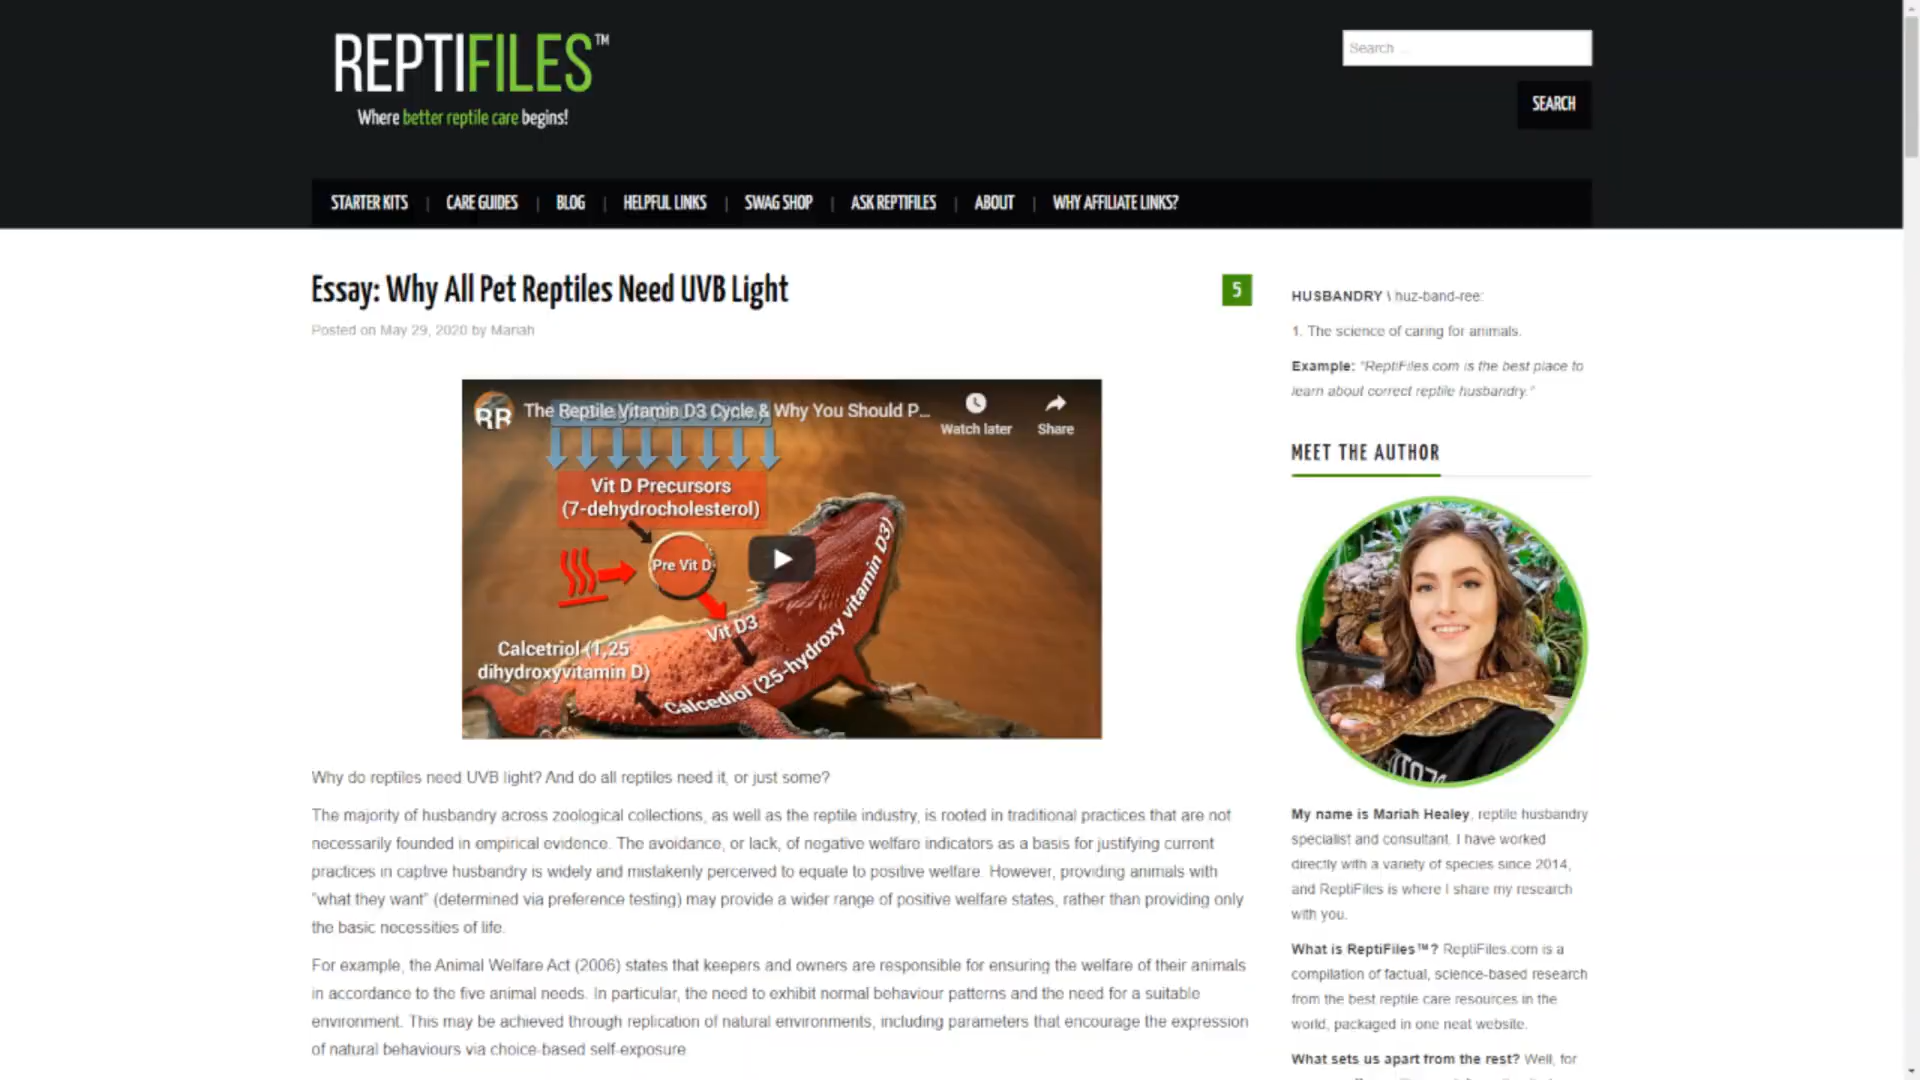 REPTIFILES™
Where better reptile care begins!
Search ...
SEARCH
STARTER KITS | CARE GUIDES | BLOG | HELPFUL LINKS | SWAG SHOP | ASK REPTIFILES | ABOUT | WHY AFFILIATE LINKS?
Essay: Why All Pet Reptiles Need UVB Light
5
Posted on May 29, 2020 by Mariah
RR
The Reptile Vitamin D3 Cycle & Why You Should P...
Watch later
Share
Vit D Precursors
(7-dehydrocholesterol)
Pre Vit D
Vit D3
Calcetriol (1,25
dihydroxyvitamin D)
Calcediol (25-hydroxy vitamin D3)
Why do reptiles need UVB light? And do all reptiles need it, or just some?
The majority of husbandry across zoological collections, as well as the reptile industry, is rooted in traditional practices that are not
necessarily founded in empirical evidence. The avoidance, or lack, of negative welfare indicators as a basis for justifying current
practices in captive husbandry is widely and mistakenly perceived to equate to positive welfare. However, providing animals with
"what they want" (determined via preference testing) may provide a wider range of positive welfare states, rather than providing only
the basic necessities of life.
For example, the Animal Welfare Act (2006) states that keepers and owners are responsible for ensuring the welfare of their animals
in accordance to the five animal needs. In particular, the need to exhibit normal behaviour patterns and the need for a suitable
environment. This may be achieved through replication of natural environments, including parameters that encourage the expression
of natural behaviours via choice-based self-exposure
HUSBANDRY \ huz-band-ree:
1. The science of caring for animals.
Example: "ReptiFiles.com is the best place to
learn about correct reptile husbandry."
MEET THE AUTHOR
My name is Mariah Healey, reptile husbandry
specialist and consultant. I have worked
directly with a variety of species since 2014,
and ReptiFiles is where I share my research
with you.
What is ReptiFiles™? ReptiFiles.com is a
compilation of factual, science-based research
from the best reptile care resources in the
world, packaged in one neat website.
What sets us apart from the rest? Well, for